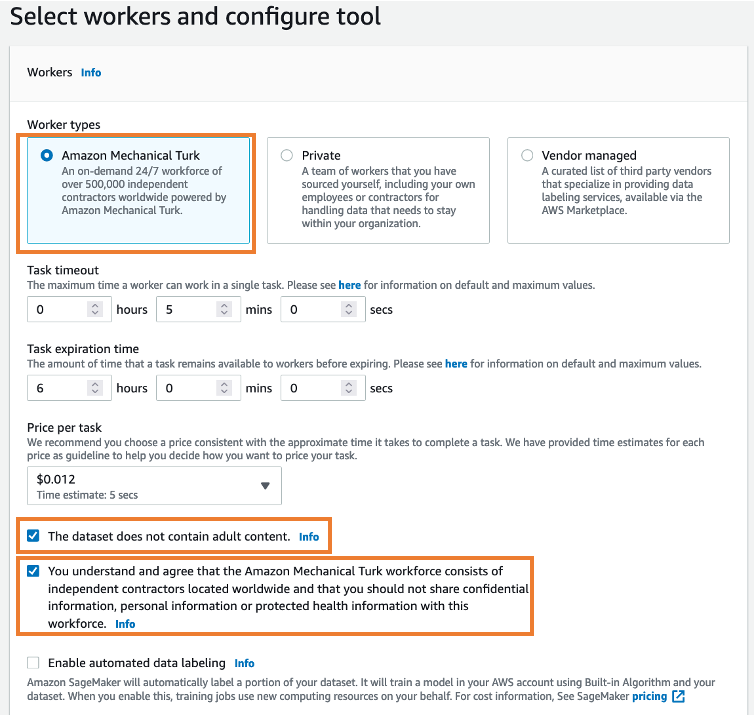 Select workers and configure tool
Workers Info
Worker types
Amazon Mechanical Turk
An on-demand 24/7 workforce of
over 500,000 independent
contractors worldwide powered by
Amazon Mechanical Turk.
Private
A team of workers that you have
sourced yourself, including your own
employees or contractors for
handling data that needs to stay
within your organization.
Vendor managed
A curated list of third party vendors
that specialize in providing data
labeling services, available via the
AWS Marketplace.
Task timeout
The maximum time a worker can work in a single task. Please see here for information on default and maximum values.
0 hours 5 mins 0 secs
Task expiration time
The amount of time that a task remains available to workers before expiring. Please see here for information on default and maximum values.
6 hours 0 mins 0 secs
Price per task
We recommend you choose a price consistent with the approximate time it takes to complete a task. We have provided time estimates for each
price as guideline to help you decide how you want to price your task.
$0.012
Time estimate: 5 secs
The dataset does not contain adult content. Info
You understand and agree that the Amazon Mechanical Turk workforce consists of
independent contractors located worldwide and that you should not share confidential
information, personal information or protected health information with this
workforce. Info
Enable automated data labeling Info
Amazon SageMaker will automatically label a portion of your dataset. It will train a model in your AWS account using Built-in Algorithm and your
dataset. When you enable this, training jobs use new computing resources on your behalf. For cost information, See SageMaker pricing